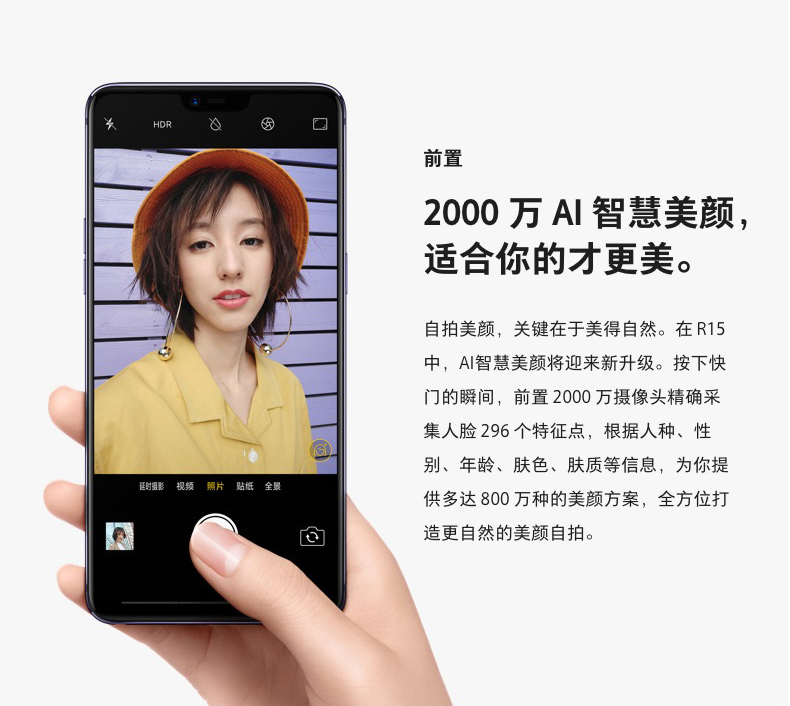 HDR
延时摄影 视频 照片 贴纸 全景
前置
2000 万 AI 智慧美颜，
适合你的才更美。
自拍美颜，关键在于美得自然。在 R15
中，AI智慧美颜将迎来新升级。按下快
门的瞬间，前置 2000 万摄像头精确采
集人脸 296 个特征点，根据人种、性
别、年龄、肤色、肤质等信息，为你提
供多达 800 万种的美颜方案，全方位打
造更自然的美颜自拍。